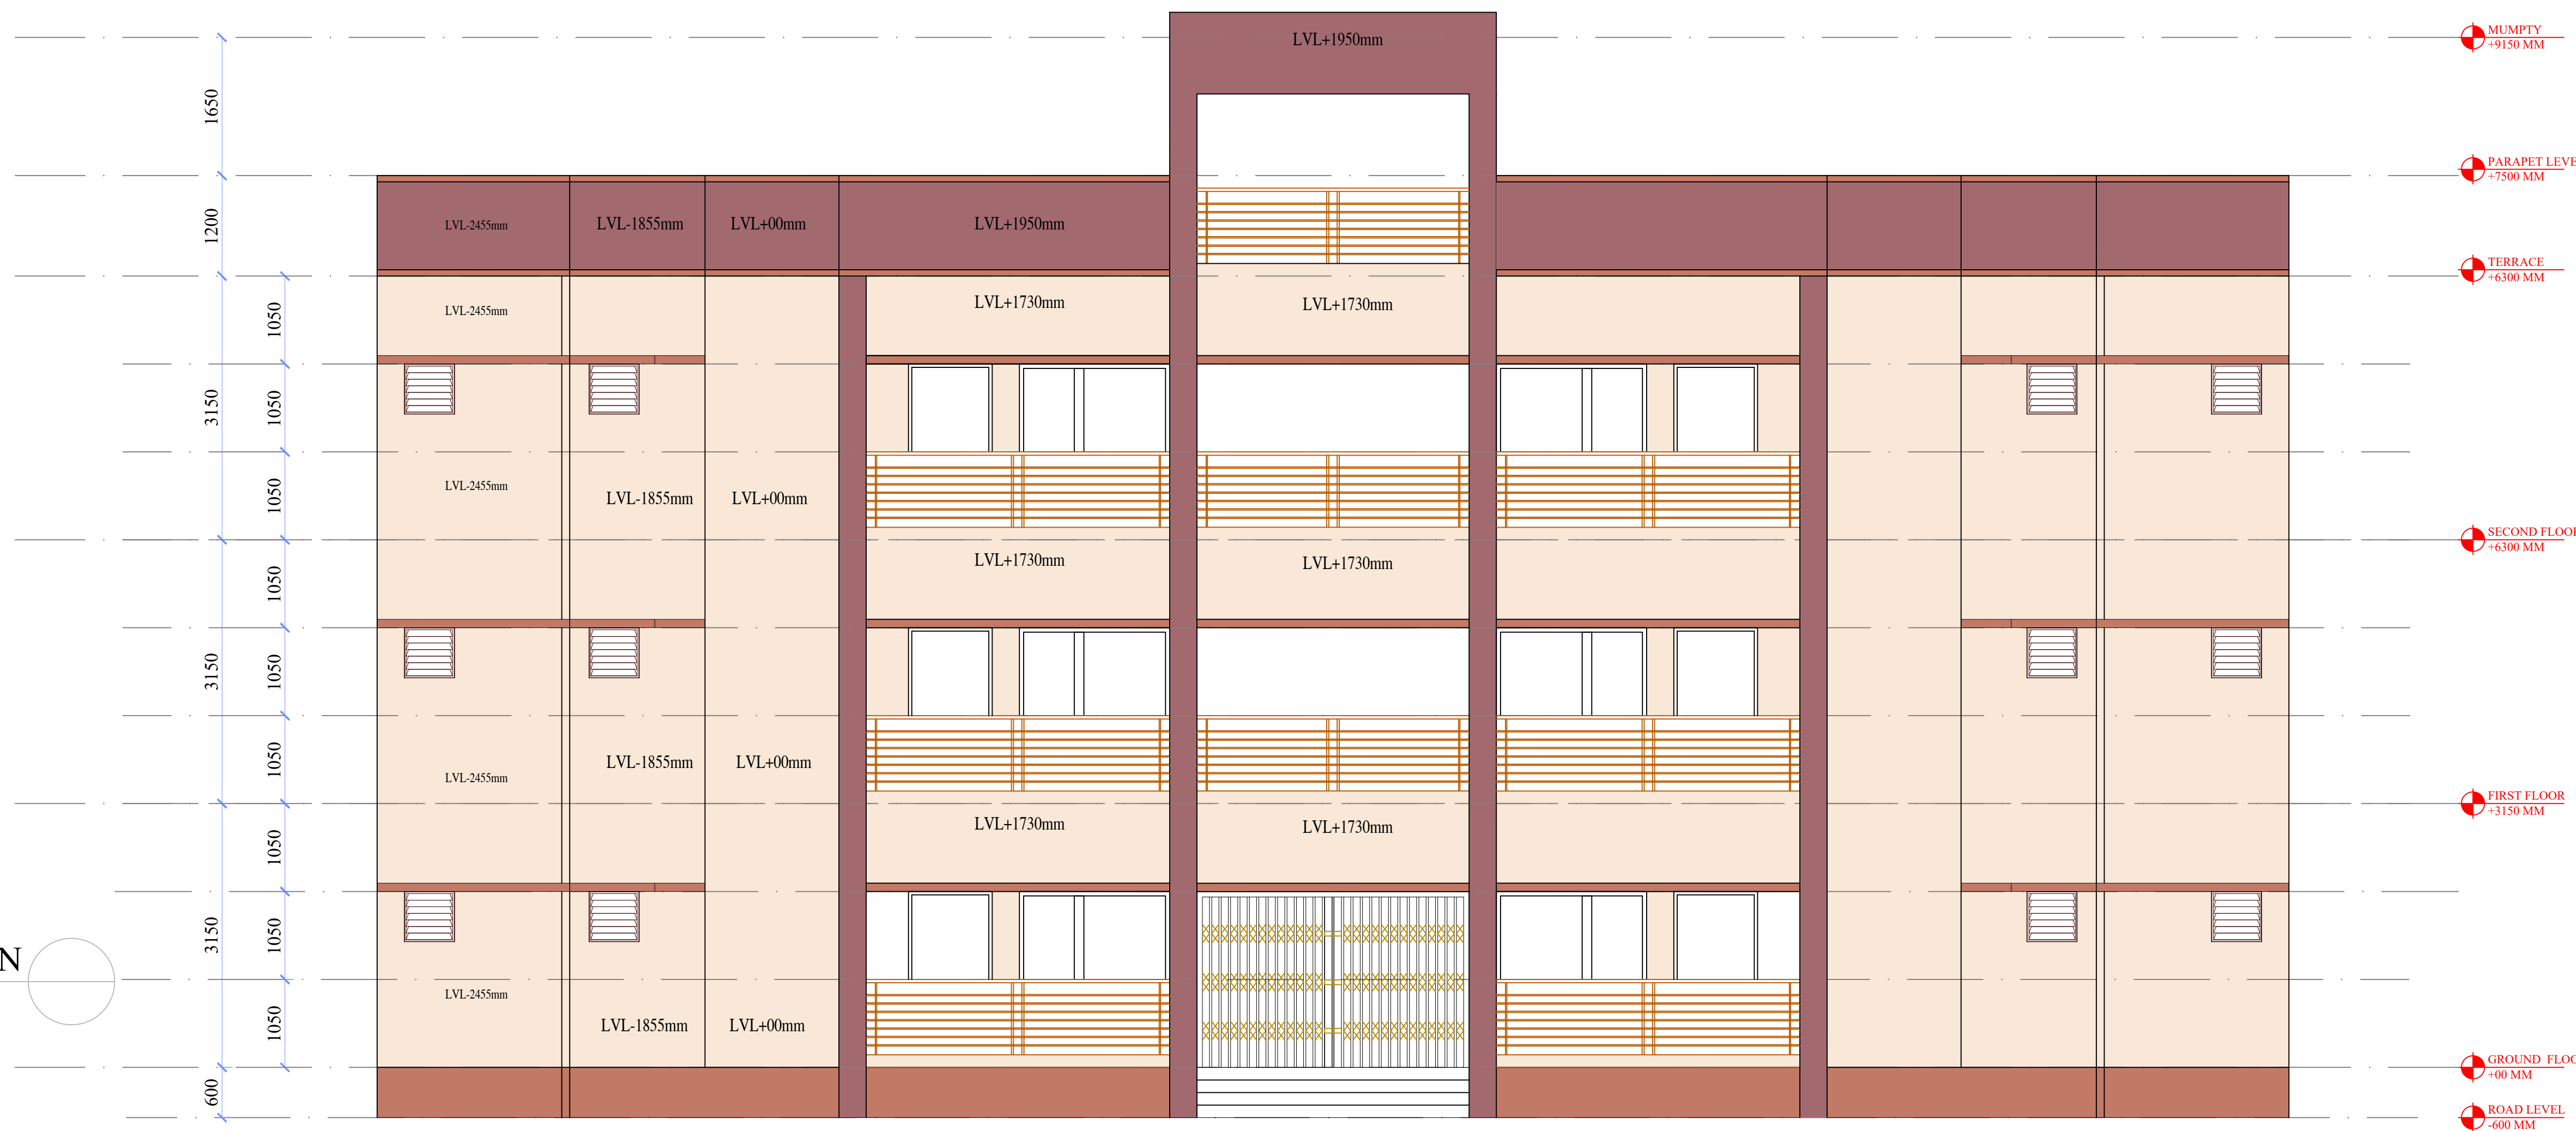 LVL+1950mm
MUMPTY
+9150 MM
1650
PARAPET LEVE
+7500 MM
1200
LVL-2455mm
LVL-1855mm
LVL+00mm
LVL+1950mm
TERRACE
+6300 MM
1050
LVL-2455mm
LVL+1730mm
LVL+1730mm
3150
1050
1050
LVL-2455mm
LVL-1855mm
LVL+00mm
SECOND FLOOR
+6300 MM
1050
LVL+1730mm
LVL+1730mm
3150
1050
1050
LVL-2455mm
LVL-1855mm
LVL+00mm
FIRST FLOOR
+3150 MM
1050
LVL+1730mm
LVL+1730mm
3150
1050
N
1050
LVL-2455mm
LVL-1855mm
LVL+00mm
GROUND FLOO
+00 MM
600
ROAD LEVEL
-600 MM